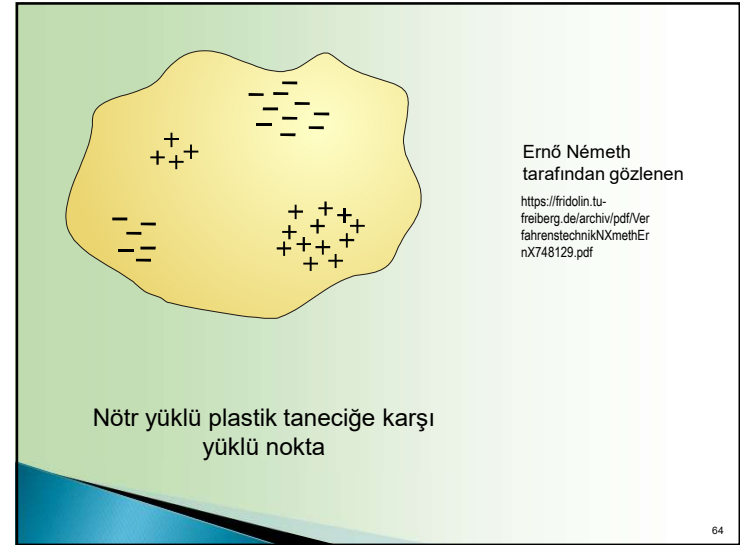 Ernő Németh
tarafından gözlenen
https://fridolin.tu-
freiberg.de/archiv/pdf/Ver
fahrenstechnikNXmethEr
nX748129.pdf
Nötr yüklü plastik taneciğe karşı
yüklü nokta
64